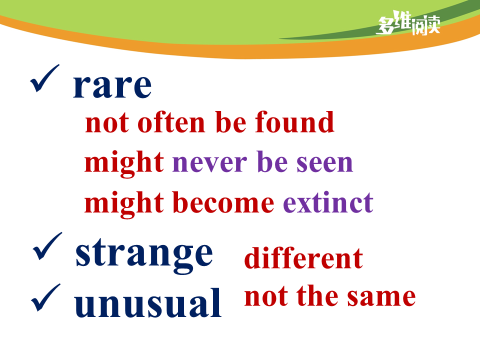 多维阅读
✓ rare
not often be found
might never be seen
might become extinct
✓ strange
different
✓ unusual
not the same